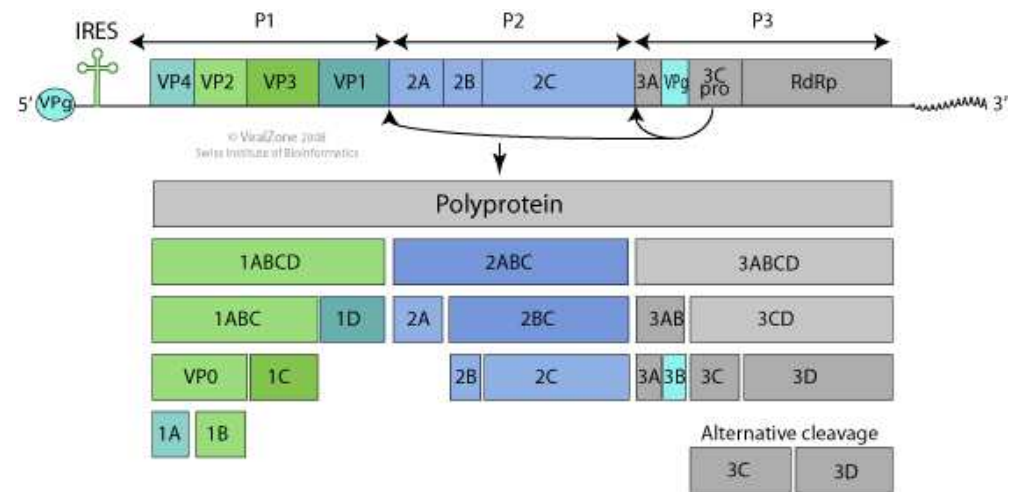 P1 P2 P3
IRES
VP4 VP2 VP3 VP1 2A 2B 2C 3A VPg 3C pro RdRp
5' VPg 3'
© ViralZone 2008
Swiss Institute of Bioinformatics
Polyprotein
1ABCD 2ABC 3ABCD
1ABC 1D 2A 2BC 3AB 3CD
VP0 1C 2B 2C 3A 3B 3C 3D
1A 1B
Alternative cleavage
3C 3D